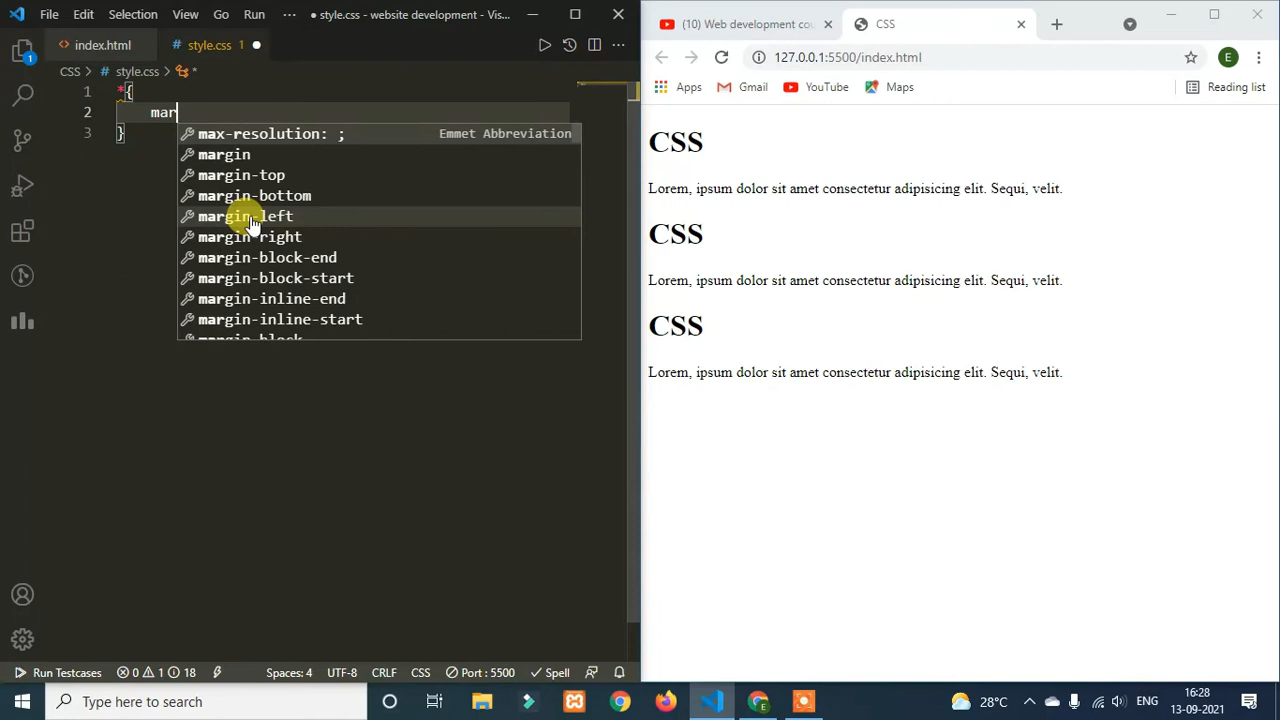 File Edit Selection View Go Run ··· ● style.css - website development - Vis...
index.html # style.css 1 ●
CSS > # style.css > *
1 *{
2 mar
3 }
max-resolution: ; Emmet Abbreviation
margin
margin-top
margin-bottom
margin-left
margin-right
margin-block-end
margin-block-start
margin-inline-end
margin-inline-start
margin-block
1
Run Testcases 0 1 18 Spaces: 4 UTF-8 CRLF CSS Port : 5500 Spell
(10) Web development cou CSS
127.0.0.1:5500/index.html E
Apps Gmail YouTube Maps Reading list
CSS
Lorem, ipsum dolor sit amet consectetur adipisicing elit. Sequi, velit.
CSS
Lorem, ipsum dolor sit amet consectetur adipisicing elit. Sequi, velit.
CSS
Lorem, ipsum dolor sit amet consectetur adipisicing elit. Sequi, velit.
Type here to search 28°C ENG 16:28
13-09-2021